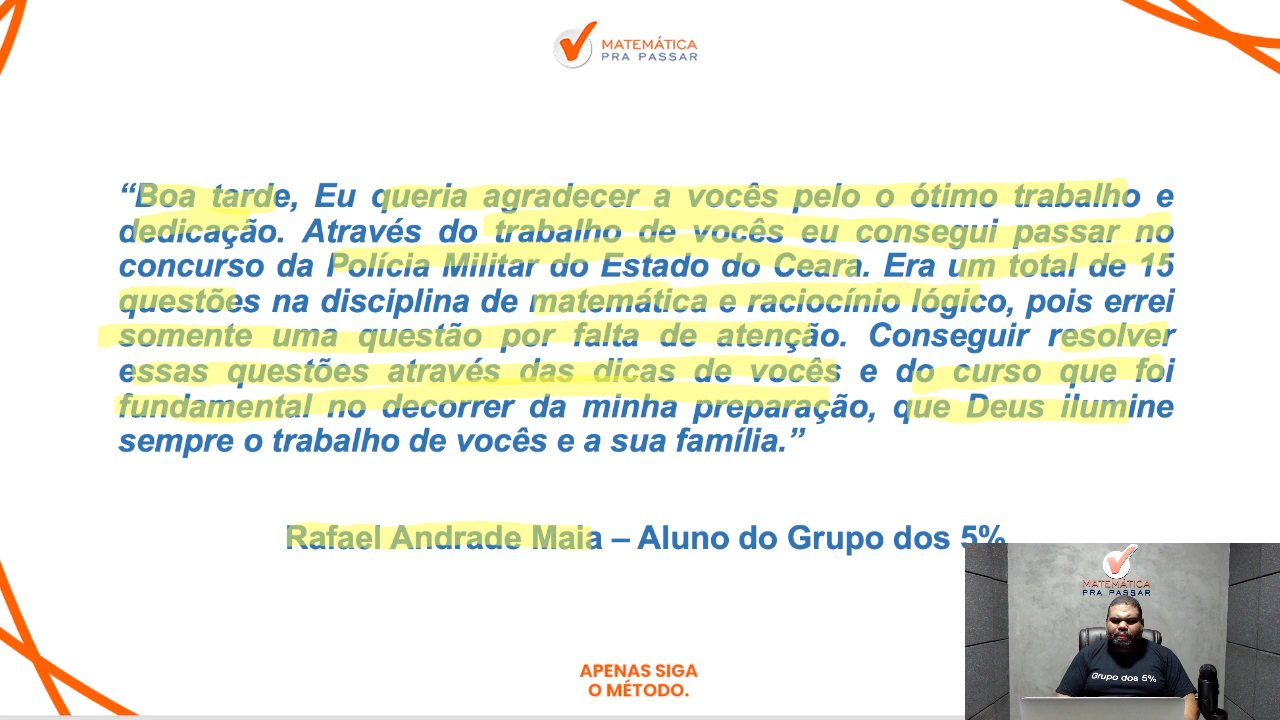 MATEMÁTICA
PRA PASSAR
“Boa tarde, Eu queria agradecer a vocês pelo o ótimo trabalho e
dedicação. Através do trabalho de vocês eu consegui passar no
concurso da Polícia Militar do Estado do Ceara. Era um total de 15
questões na disciplina de matemática e raciocínio lógico, pois errei
somente uma questão por falta de atenção. Conseguir resolver
essas questões através das dicas de vocês e do curso que foi
fundamental no decorrer da minha preparação, que Deus ilumine
sempre o trabalho de vocês e a sua família.”
Rafael Andrade Maia – Aluno do Grupo dos 5%
MATEMÁTICA
PRA PASSAR
Grupo dos 5%
APENAS SIGA
O MÉTODO.